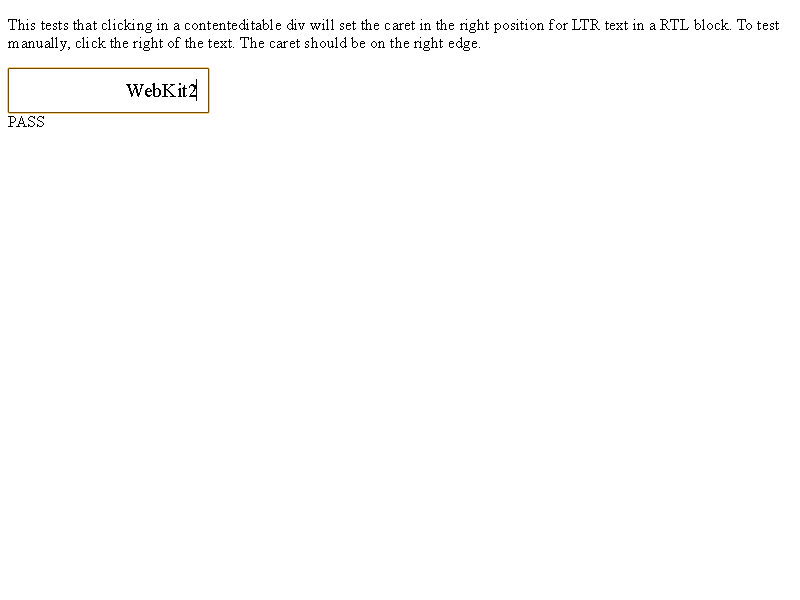 This tests that clicking in a contenteditable div will set the caret in the right position for LTR text in a RTL block. To test
manually, click the right of the text. The caret should be on the right edge.
WebKit2
PASS